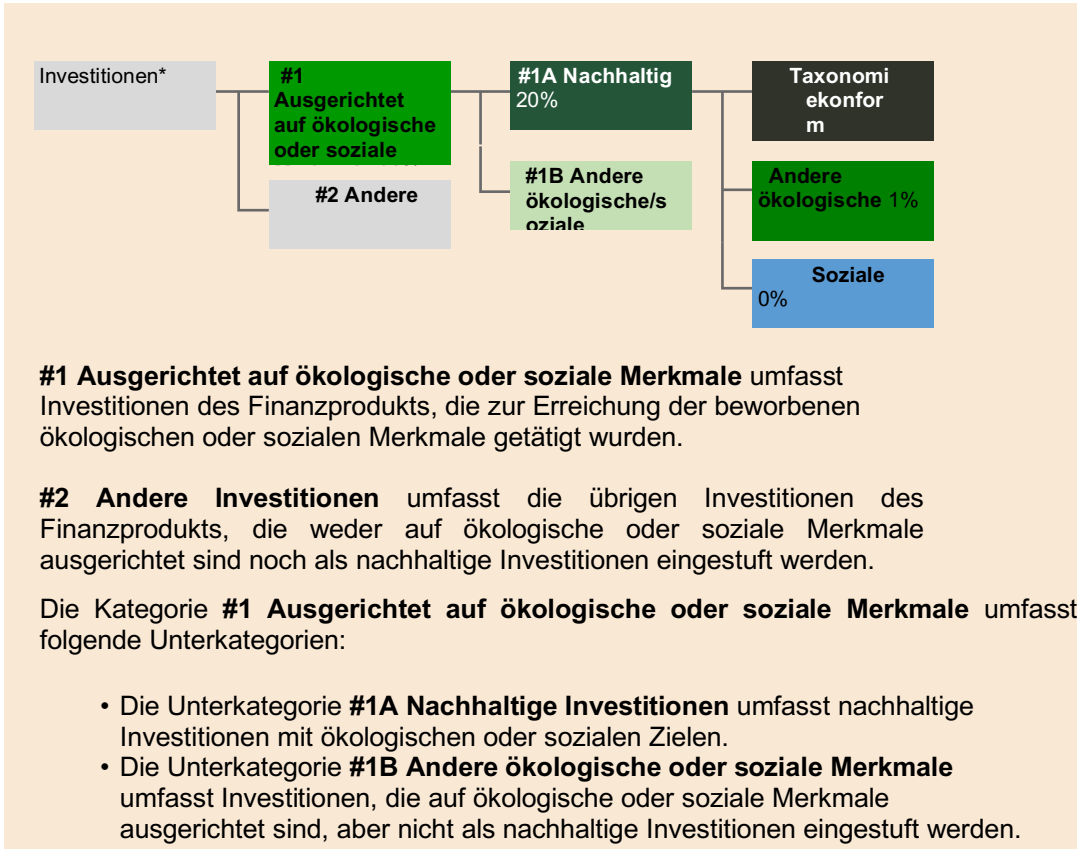 Investitionen*
#1
Ausgerichtet
auf ökologische
oder soziale
#2 Andere
#1A Nachhaltig
20%
#1B Andere
ökologische/s
oziale
Taxonomi
ekonfor
m
Andere
ökologische 1%
Soziale
0%
#1 Ausgerichtet auf ökologische oder soziale Merkmale umfasst
Investitionen des Finanzprodukts, die zur Erreichung der beworbenen
ökologischen oder sozialen Merkmale getätigt wurden.
#2 Andere Investitionen umfasst die übrigen Investitionen des
Finanzprodukts, die weder auf ökologische oder soziale Merkmale
ausgerichtet sind noch als nachhaltige Investitionen eingestuft werden.
Die Kategorie #1 Ausgerichtet auf ökologische oder soziale Merkmale umfasst
folgende Unterkategorien:
• Die Unterkategorie #1A Nachhaltige Investitionen umfasst nachhaltige
Investitionen mit ökologischen oder sozialen Zielen.
• Die Unterkategorie #1B Andere ökologische oder soziale Merkmale
umfasst Investitionen, die auf ökologische oder soziale Merkmale
ausgerichtet sind, aber nicht als nachhaltige Investitionen eingestuft werden.